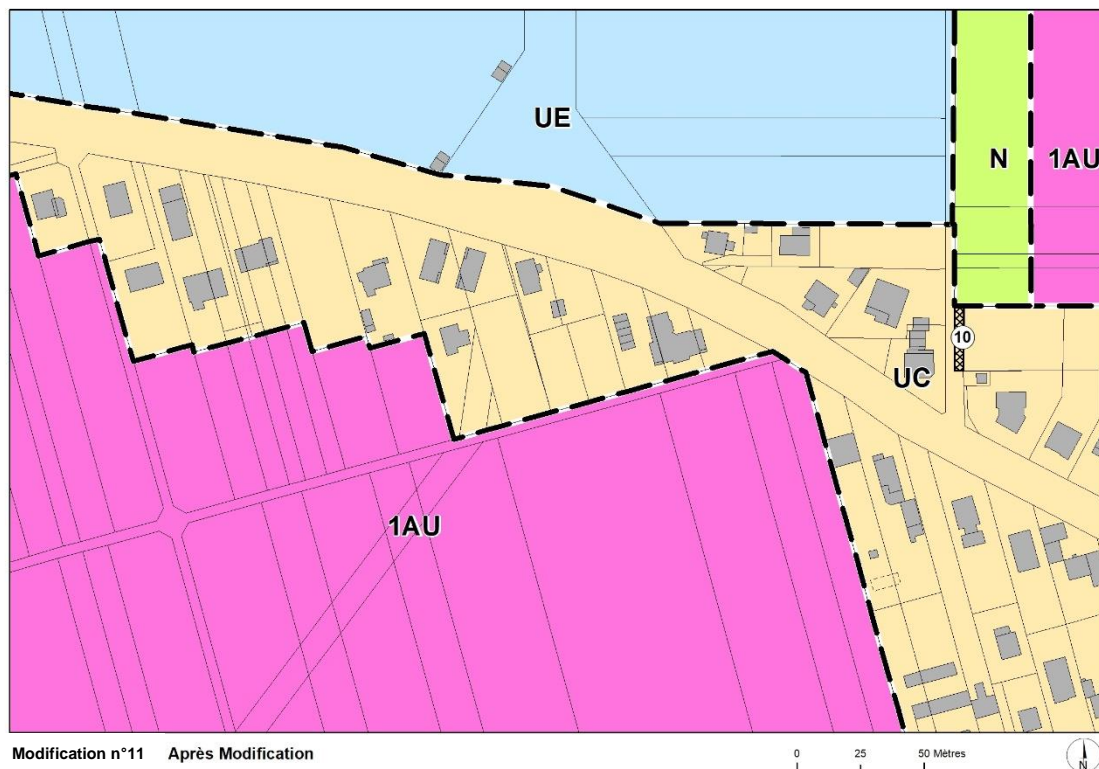 UE
N 1AU
10
UC
1AU
Modification n°11 Après Modification
0 25 50 Mètres
N